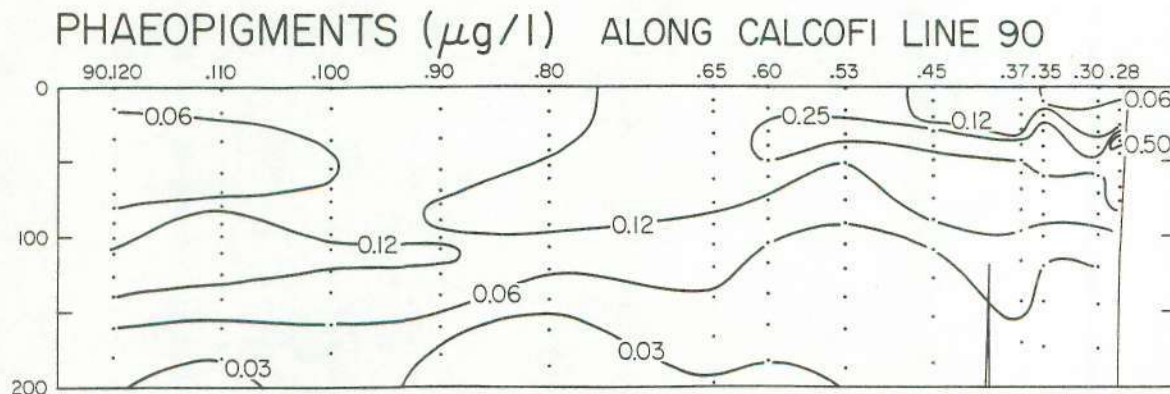 PHAEOPIGMENTS (μg/l) ALONG CALCOFI LINE 90
90.120 .110 .100 .90 .80 .65 .60 .53 .45 .37 .35 .30 .28
0
0.06 0.25 0.12 0.06
0.50
100 0.12 0.12
0.06
0.03 0.03
200